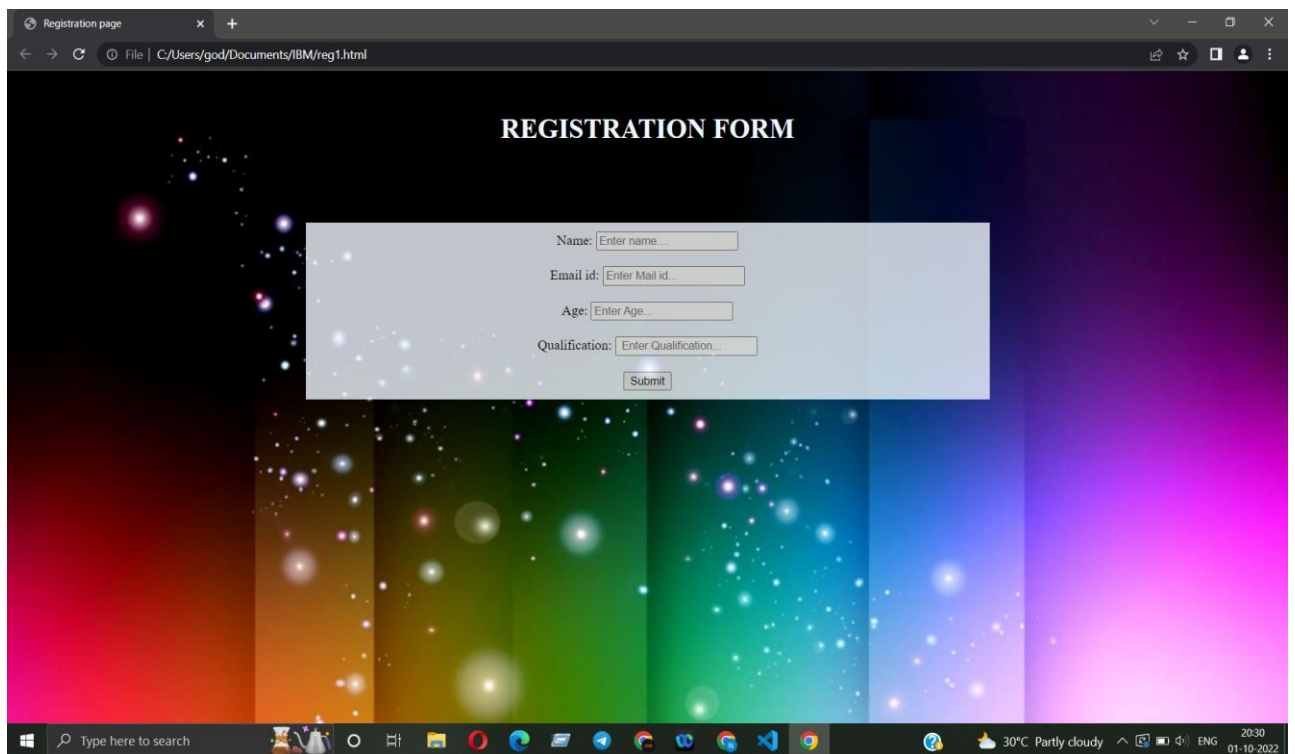 Registration page
File | C:/Users/god/Documents/IBM/reg1.html
REGISTRATION FORM
Name: Enter name....
Email id: Enter Mail id...
Age: Enter Age...
Qualification: Enter Qualification...
Submit
Type here to search
30°C Partly cloudy
ENG
20:30
01-10-2022